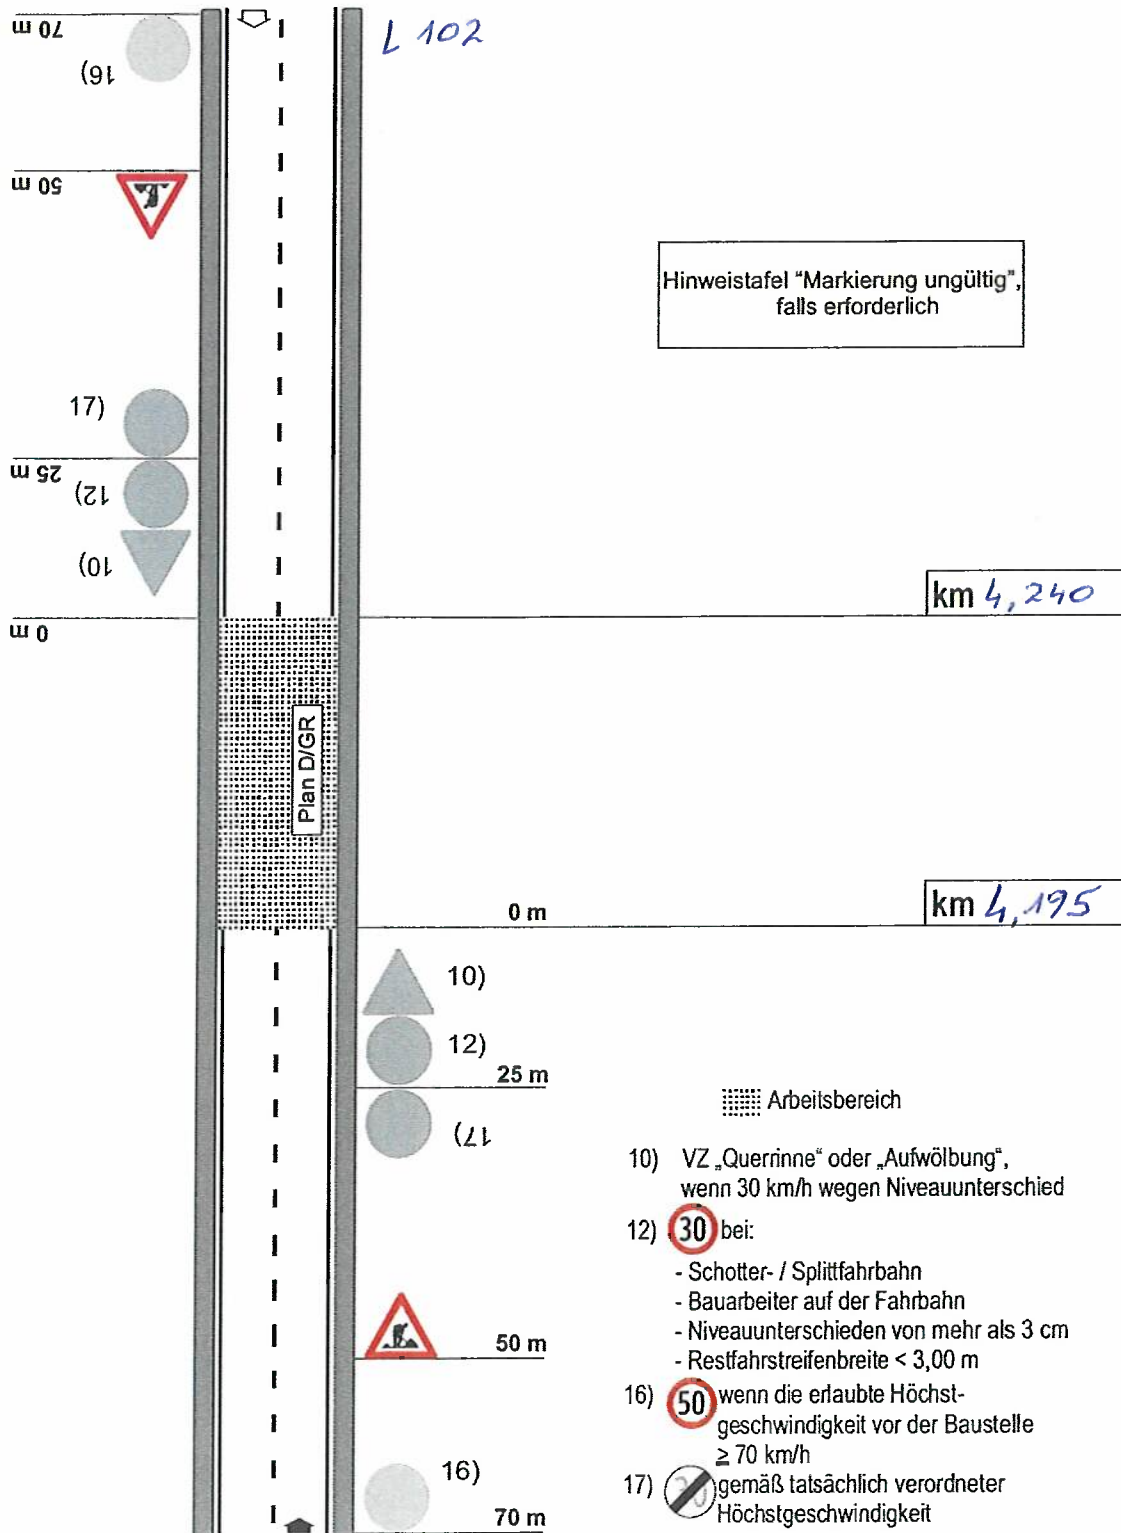 70 m
L 102
16)
50 m
Hinweistafel "Markierung ungültig",
falls erforderlich
17)
25 m
12)
10)
km 4,240
0 m
Plan D/GR
km 4,195
0 m
10)
12)
25 m
17)
Arbeitsbereich
10) VZ „Querrinne“ oder „Aufwölbung“,
wenn 30 km/h wegen Niveauunterschied
12) 30 bei:
- Schotter- / Splittfahrbahn
- Bauarbeiter auf der Fahrbahn
- Niveauunterschieden von mehr als 3 cm
- Restfahrstreifenbreite < 3,00 m
50 m
16) 50 wenn die erlaubte Höchst-
geschwindigkeit vor der Baustelle
≥ 70 km/h
17) 30 gemäß tatsächlich verordneter
Höchstgeschwindigkeit
16)
70 m